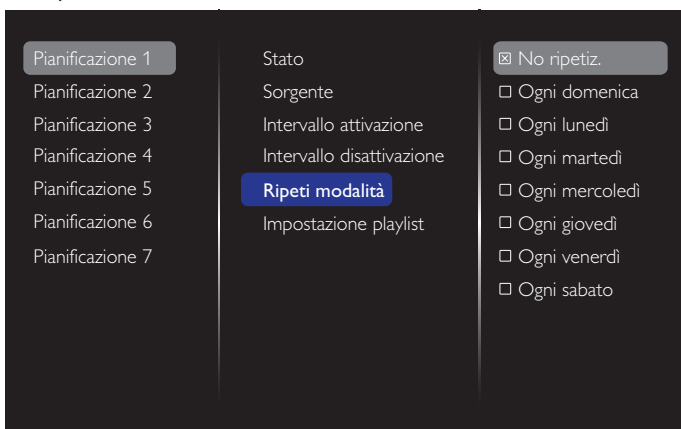 Pianificazione 1
Pianificazione 2
Pianificazione 3
Pianificazione 4
Pianificazione 5
Pianificazione 6
Pianificazione 7
Stato
Sorgente
Intervallo attivazione
Intervallo disattivazione
Ripeti modalità
Impostazione playlist
No ripetiz.
Ogni domenica
Ogni lunedì
Ogni martedì
Ogni mercoledì
Ogni giovedì
Ogni venerdì
Ogni sabato